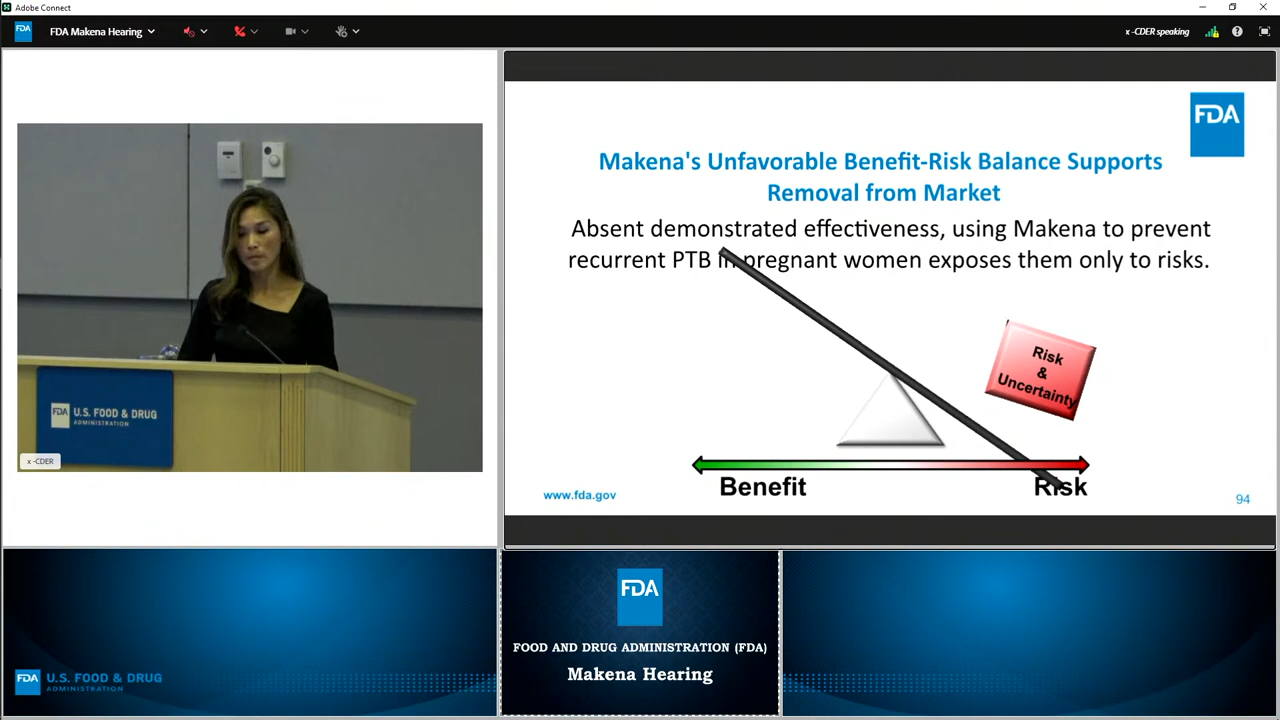 Adobe Connect
FDA
FDA Makena Hearing
x -CDER speaking
FDA
Makena's Unfavorable Benefit-Risk Balance Supports
Removal from Market
Absent demonstrated effectiveness, using Makena to prevent
recurrent PTB in pregnant women exposes them only to risks.
Risk
&
Uncertainty
Benefit
Risk
www.fda.gov
94
FDA U.S. FOOD & DRUG
ADMINISTRATION
x -CDER
FDA U.S. FOOD & DRUG
ADMINISTRATION
FDA
FOOD AND DRUG ADMINISTRATION (FDA)
Makena Hearing